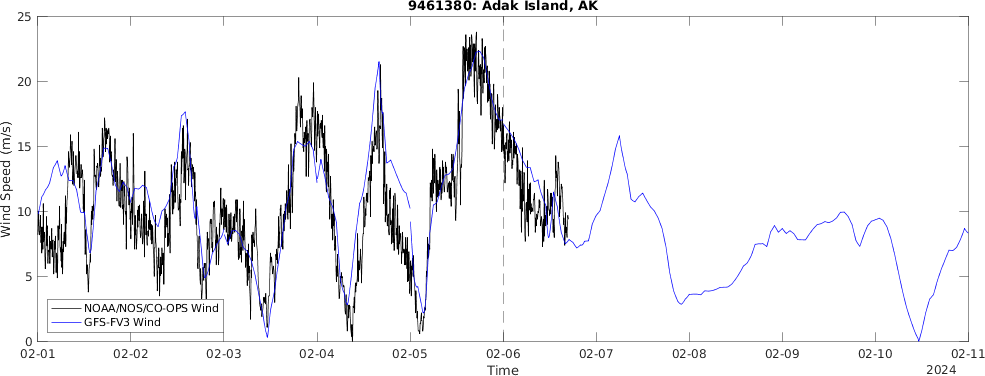 9461380: Adak Island, AK
Wind Speed (m/s)
25
20
15
10
5
0
NOAA/NOS/CO-OPS Wind
GFS-FV3 Wind
02-01 02-02 02-03 02-04 02-05 02-06 02-07 02-08 02-09 02-10 02-11
Time
2024